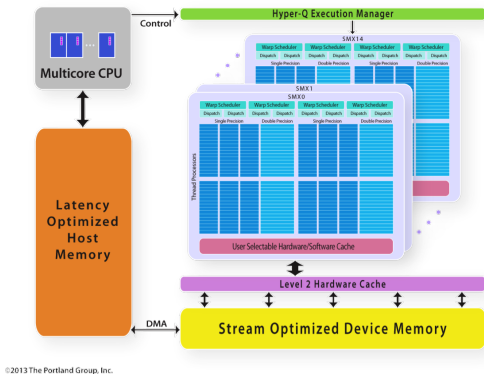 Hyper-Q Execution Manager
Control
Multicore CPU
SMX14
Warp Scheduler Warp Scheduler Warp Scheduler Warp Scheduler
Dispatch Dispatch Dispatch Dispatch Dispatch Dispatch Dispatch Dispatch
Single Precision Double Precision Single Precision Double Precision
SMX1
SMX0
Warp Scheduler Warp Scheduler Warp Scheduler Warp Scheduler
Dispatch Dispatch Dispatch Dispatch Dispatch Dispatch Dispatch Dispatch
Single Precision Double Precision Single Precision Double Precision
Thread Processors
User Selectable Hardware/Software Cache
Latency
Optimized
Host
Memory
Level 2 Hardware Cache
DMA
Stream Optimized Device Memory
©2013 The Portland Group, Inc.